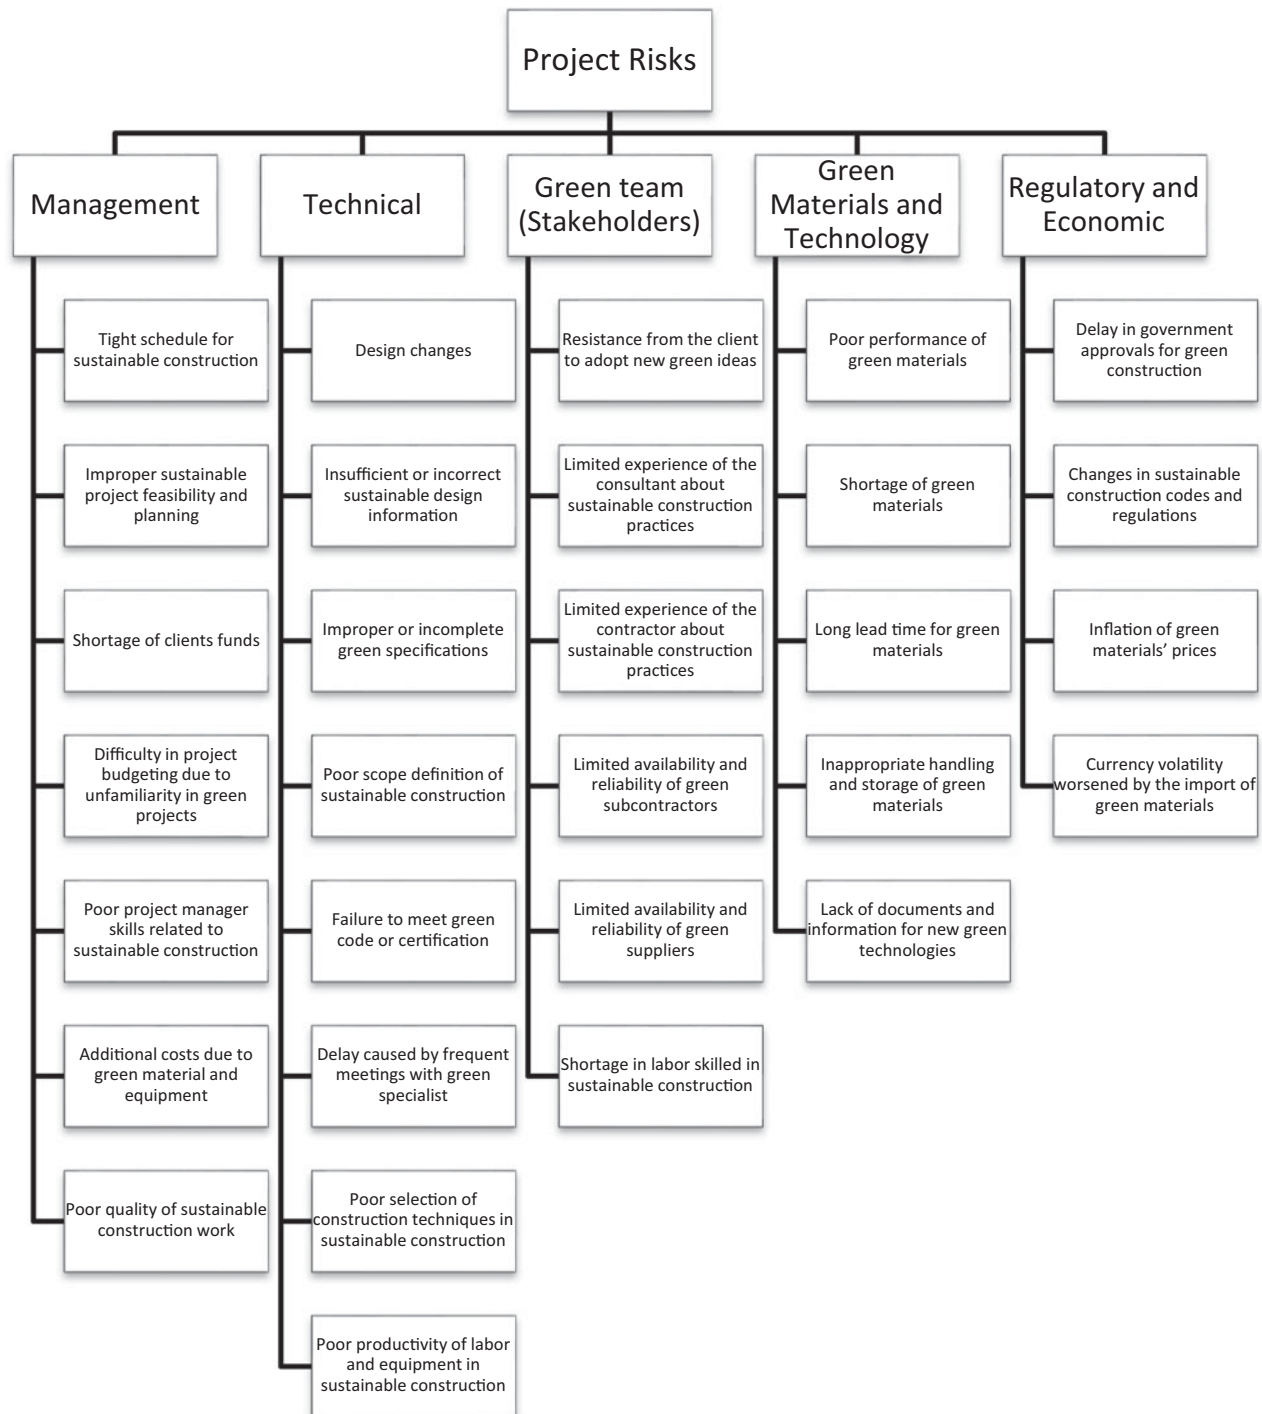 Project Risks
Management
Technical
Green team
(Stakeholders)
Green
Materials and
Technology
Regulatory and
Economic
Tight schedule for
sustainable construction
Improper sustainable
project feasibility and
planning
Shortage of clients funds
Difficulty in project
budgeting due to
unfamiliarity in green
projects
Poor project manager
skills related to
sustainable construction
Additional costs due to
green material and
equipment
Poor quality of sustainable
construction work
Design changes
Insufficient or incorrect
sustainable design
information
Improper or incomplete
green specifications
Poor scope definition of
sustainable construction
Failure to meet green
code or certification
Delay caused by frequent
meetings with green
specialist
Poor selection of
construction techniques in
sustainable construction
Poor productivity of labor
and equipment in
sustainable construction
Resistance from the client
to adopt new green ideas
Limited experience of the
consultant about
sustainable construction
practices
Limited experience of the
contractor about
sustainable construction
practices
Limited availability and
reliability of green
subcontractors
Limited availability and
reliability of green
suppliers
Shortage in labor skilled in
sustainable construction
Poor performance of
green materials
Shortage of green
materials
Long lead time for green
materials
Inappropriate handling
and storage of green
materials
Lack of documents and
information for new green
technologies
Delay in government
approvals for green
construction
Changes in sustainable
construction codes and
regulations
Inflation of green
materials’ prices
Currency volatility
worsened by the import of
green materials